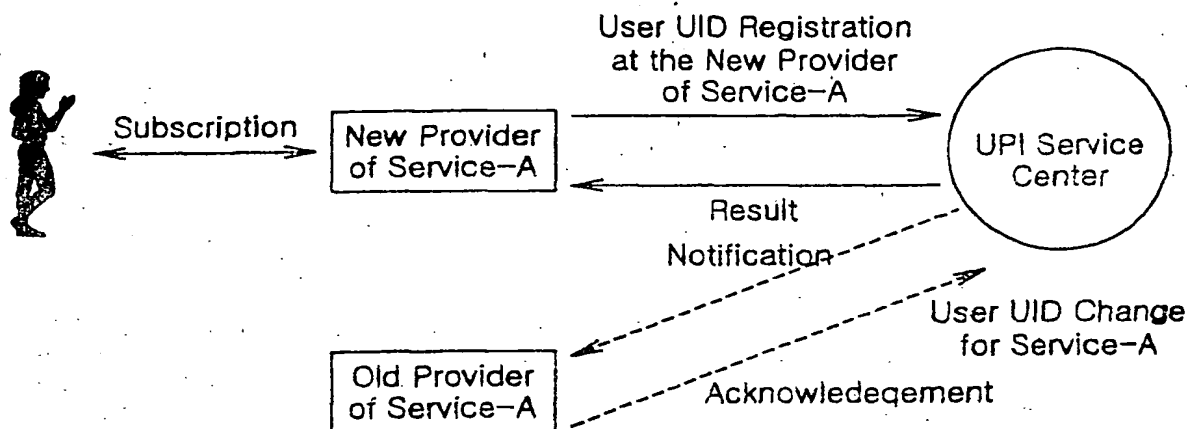 User UID Registration
at the New Provider
of Service-A
Subscription
New Provider
of Service-A
UPI Service
Center
Result
Notification
User UID Change
for Service-A
Old Provider
of Service-A
Acknowledeqement